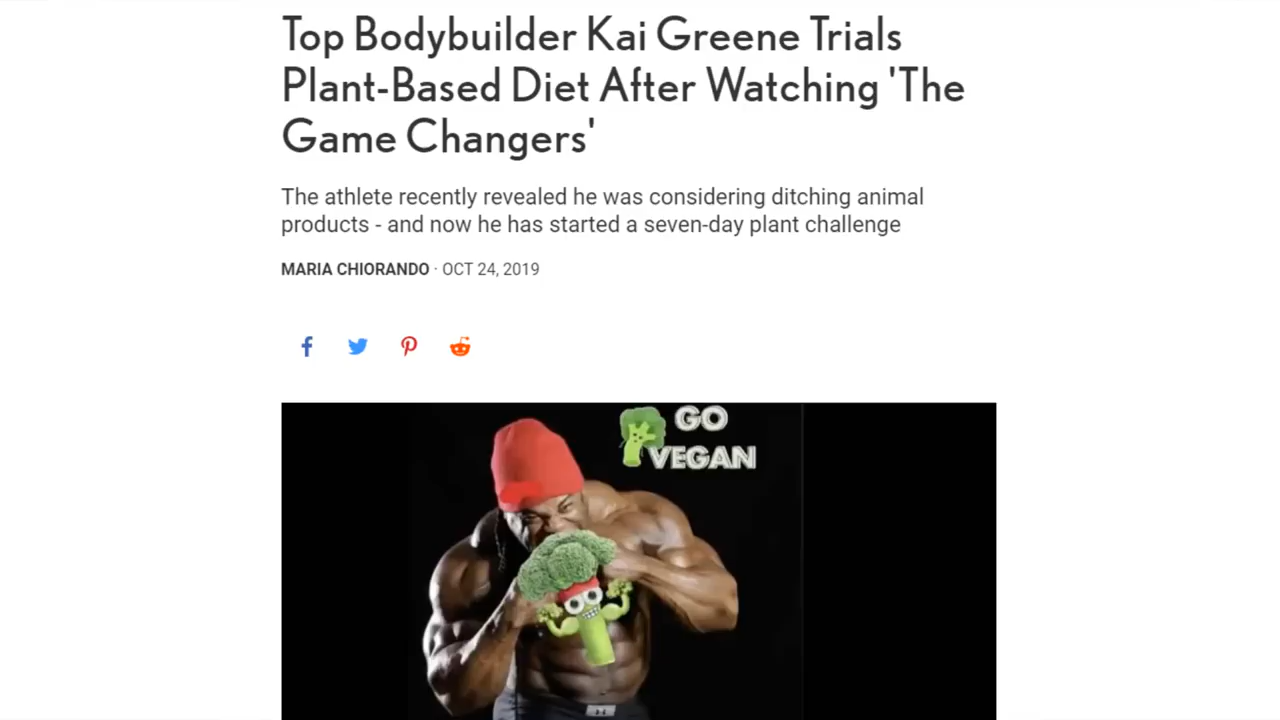 Top Bodybuilder Kai Greene Trials
Plant-Based Diet After Watching 'The
Game Changers'
The athlete recently revealed he was considering ditching animal
products - and now he has started a seven-day plant challenge
MARIA CHIORANDO · OCT 24, 2019
GO
VEGAN